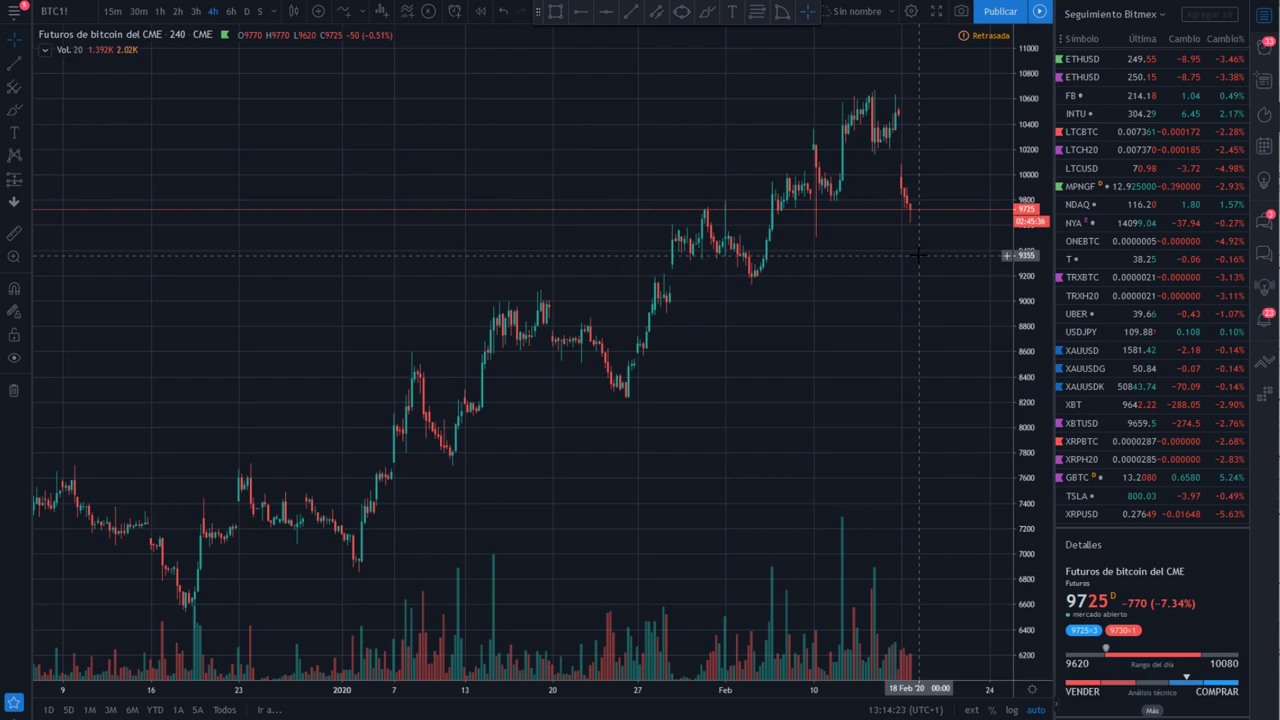 5
BTC1!
15m 30m 1h 2h 3h 4h 6h D 5
Sin nombre
Publicar
Futuros de bitcoin del CME · 240 · CME
O9770 H9770 L9620 C9725 -50 (-0.51%)
Retrasada
VoL. 20 1.392K 2.02K
11000
10800
10600
10400
10200
10000
9800
9725
02:45:36
9355
9200
9000
8800
8600
8400
8200
8000
7800
7600
7400
7200
7000
6800
6600
6400
6200
9 16 23 2020 7 13 20 27 Feb 10 18 Feb '20 00:00 24
1D 5D 1M 3M 6M YTD 1A 5A Todos Ir a...
13:14:23 (UTC+1) ext % log auto
Seguimiento Bitmex
Símbolo Última Cambio Cambio%
ETHUSD 249.55 -8.95 -3.46%
ETHUSD 250.15 -8.75 -3.38%
FB 214.18 1.04 0.49%
INTU 304.29 6.45 2.17%
LTCBTC 0.007361 -0.000172 -2.28%
LTCH20 0.007370 -0.000185 -2.45%
LTCUSD 70.98 -3.72 -4.98%
MPNGF D 12.925000 -0.390000 -2.93%
NDAQ 116.20 1.80 1.57%
NYA E 14099.04 -37.94 -0.27%
ONEBTC 0.0000005 -0.000000 -4.92%
T 38.25 -0.06 -0.16%
TRXBTC 0.0000021 -0.000000 -3.13%
TRXH20 0.0000021 -0.000000 -3.11%
UBER 39.66 -0.43 -1.07%
USDJPY 109.881 0.108 0.10%
XAUUSD 1581.42 -2.18 -0.14%
XAUUSDG 50.84 -0.07 -0.14%
XAUUSDK 50843.74 -70.09 -0.14%
XBT 9642.22 -288.05 -2.90%
XBTUSD 9659.5 -274.5 -2.76%
XRPBTC 0.0000287 -0.000000 -2.68%
XRPH20 0.0000285 -0.000000 -2.83%
GBTC D 13.2080 0.6580 5.24%
TSLA 800.03 -3.97 -0.49%
XRPUSD 0.27649 -0.01648 -5.63%
Detalles
Futuros de bitcoin del CME
Futuros
9725 D -770 (-7.34%)
mercado abierto
9725×3 9730×1
9620 Rango del día 10080
VENDER Análisis técnico COMPRAR
Más
33
3
23